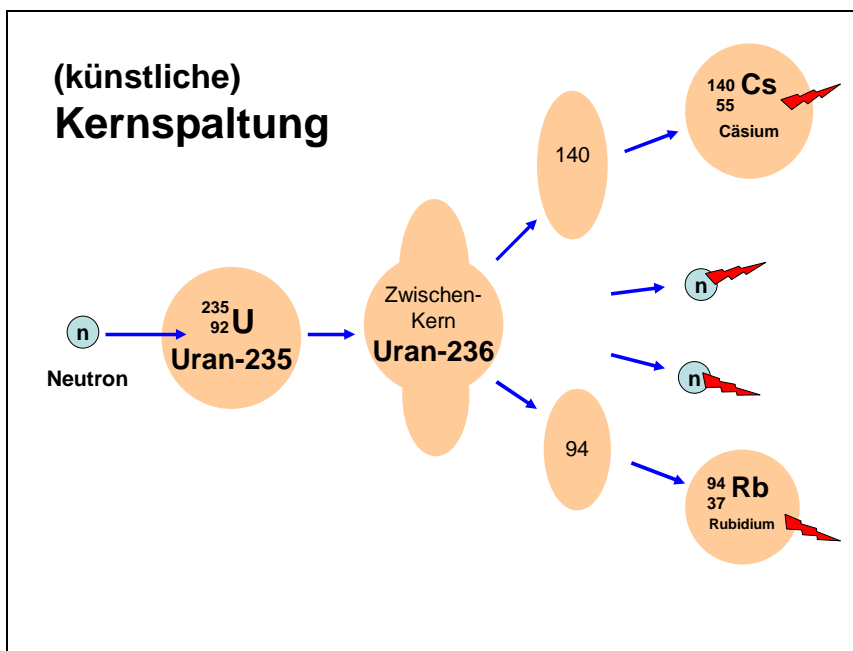 (künstliche)
Kernspaltung
n
Neutron
235
92 U
Uran-235
Zwischen-
Kern
Uran-236
140
94
140
55 Cs
Cäsium
n
n
94
37 Rb
Rubidium